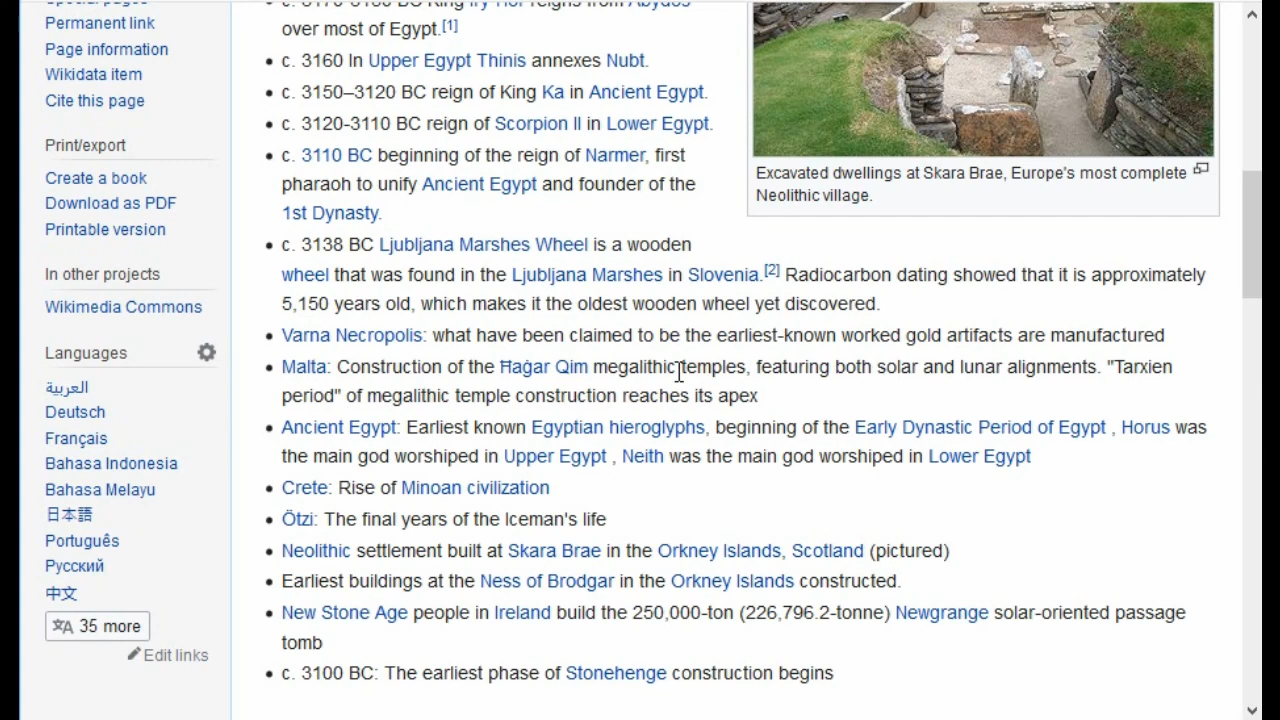 Permanent link
Page information
Wikidata item
Cite this page
Print/export
Create a book
Download as PDF
Printable version
In other projects
Wikimedia Commons
Languages
العربية
Deutsch
Français
Bahasa Indonesia
Bahasa Melayu
日本語
Português
Русский
中文
35 more
Edit links
over most of Egypt.[1]
c. 3160 In Upper Egypt Thinis annexes Nubt.
c. 3150–3120 BC reign of King Ka in Ancient Egypt.
c. 3120-3110 BC reign of Scorpion II in Lower Egypt.
c. 3110 BC beginning of the reign of Narmer, first
pharaoh to unify Ancient Egypt and founder of the
1st Dynasty.
c. 3138 BC Ljubljana Marshes Wheel is a wooden
wheel that was found in the Ljubljana Marshes in Slovenia.[2] Radiocarbon dating showed that it is approximately
5,150 years old, which makes it the oldest wooden wheel yet discovered.
Varna Necropolis: what have been claimed to be the earliest-known worked gold artifacts are manufactured
Malta: Construction of the Ħaġar Qim megalithic temples, featuring both solar and lunar alignments. "Tarxien
period" of megalithic temple construction reaches its apex
Ancient Egypt: Earliest known Egyptian hieroglyphs, beginning of the Early Dynastic Period of Egypt , Horus was
the main god worshiped in Upper Egypt , Neith was the main god worshiped in Lower Egypt
Crete: Rise of Minoan civilization
Ötzi: The final years of the Iceman's life
Neolithic settlement built at Skara Brae in the Orkney Islands, Scotland (pictured)
Earliest buildings at the Ness of Brodgar in the Orkney Islands constructed.
New Stone Age people in Ireland build the 250,000-ton (226,796.2-tonne) Newgrange solar-oriented passage
tomb
c. 3100 BC: The earliest phase of Stonehenge construction begins
Excavated dwellings at Skara Brae, Europe's most complete
Neolithic village.